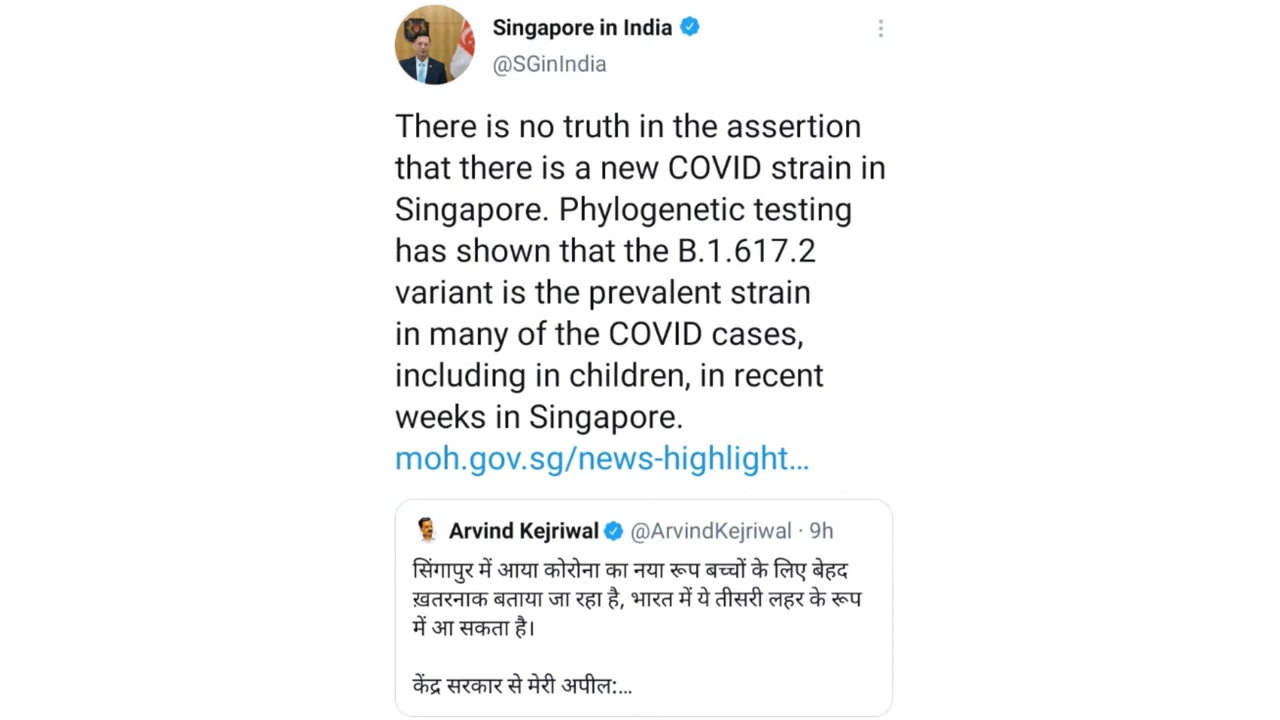 Singapore in India
@SGinIndia
There is no truth in the assertion
that there is a new COVID strain in
Singapore. Phylogenetic testing
has shown that the B.1.617.2
variant is the prevalent strain
in many of the COVID cases,
including in children, in recent
weeks in Singapore.
moh.gov.sg/news-highlight...
Arvind Kejriwal @ArvindKejriwal · 9h
सिंगापुर में आया कोरोना का नया रूप बच्चों के लिए बेहद
ख़तरनाक बताया जा रहा है, भारत में ये तीसरी लहर के रूप
में आ सकता है।
केंद्र सरकार से मेरी अपील:...